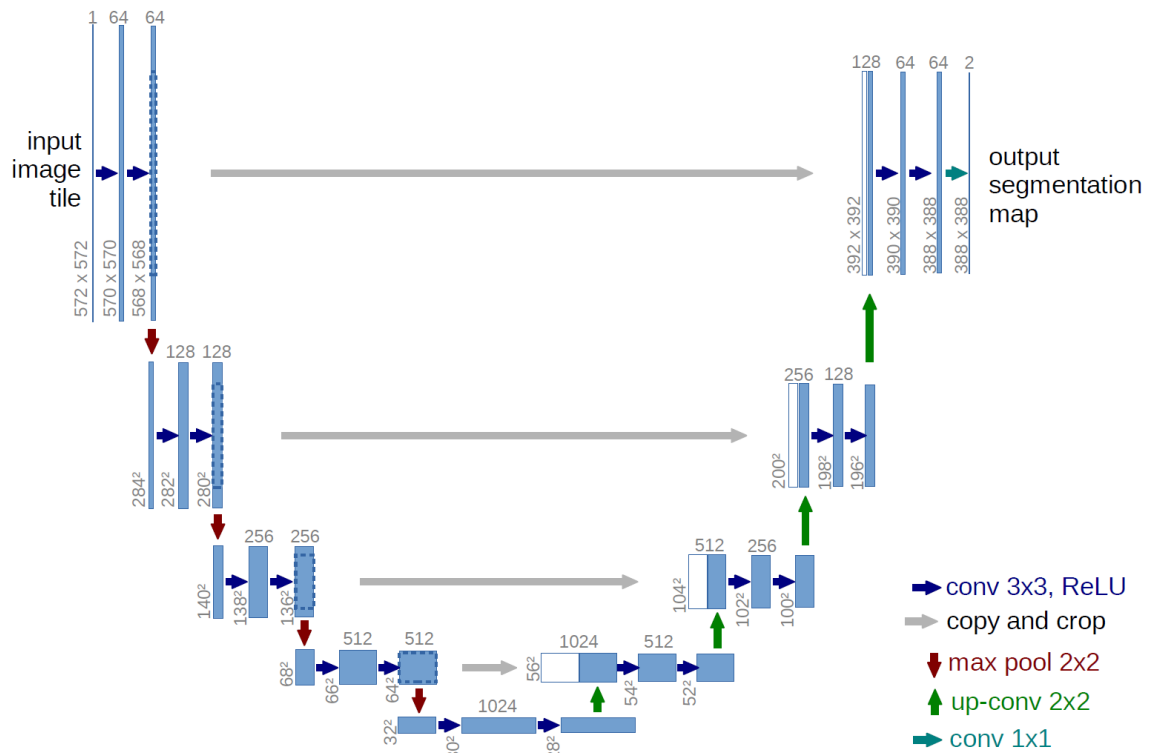 1 64 64
128 64 64 2
input
image
tile
output
segmentation
map
572 x 572
570 x 570
568 x 568
392 x 392
390 x 390
388 x 388
388 x 388
128 128
256 128
284²
282²
280²
200²
198²
196²
256 256
512 256
140²
138²
136²
104²
102²
100²
512 512
1024 512
68²
66²
64²
56²
54²
52²
1024
32²
conv 3x3, ReLU
copy and crop
max pool 2x2
up-conv 2x2
conv 1x1